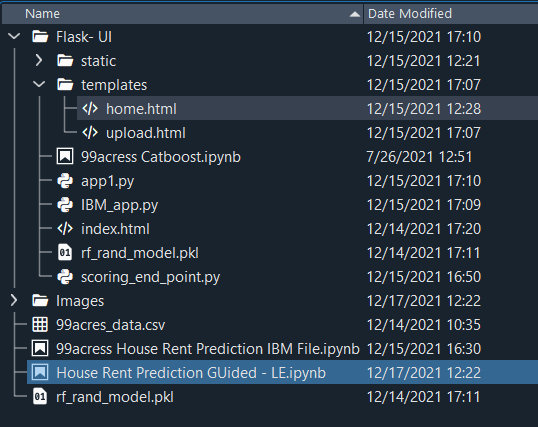 Name Date Modified
Flask- UI 12/15/2021 17:10
static 12/15/2021 12:21
templates 12/15/2021 17:07
home.html 12/15/2021 12:28
upload.html 12/15/2021 17:07
99acress Catboost.ipynb 7/26/2021 12:51
app1.py 12/15/2021 17:10
IBM_app.py 12/15/2021 17:09
index.html 12/14/2021 17:20
rf_rand_model.pkl 12/14/2021 17:11
scoring_end_point.py 12/15/2021 16:50
Images 12/17/2021 12:22
99acres_data.csv 12/14/2021 10:35
99acress House Rent Prediction IBM File.ipynb 12/15/2021 16:30
House Rent Prediction GUided - LE.ipynb 12/17/2021 12:22
01 rf_rand_model.pkl 12/14/2021 17:11